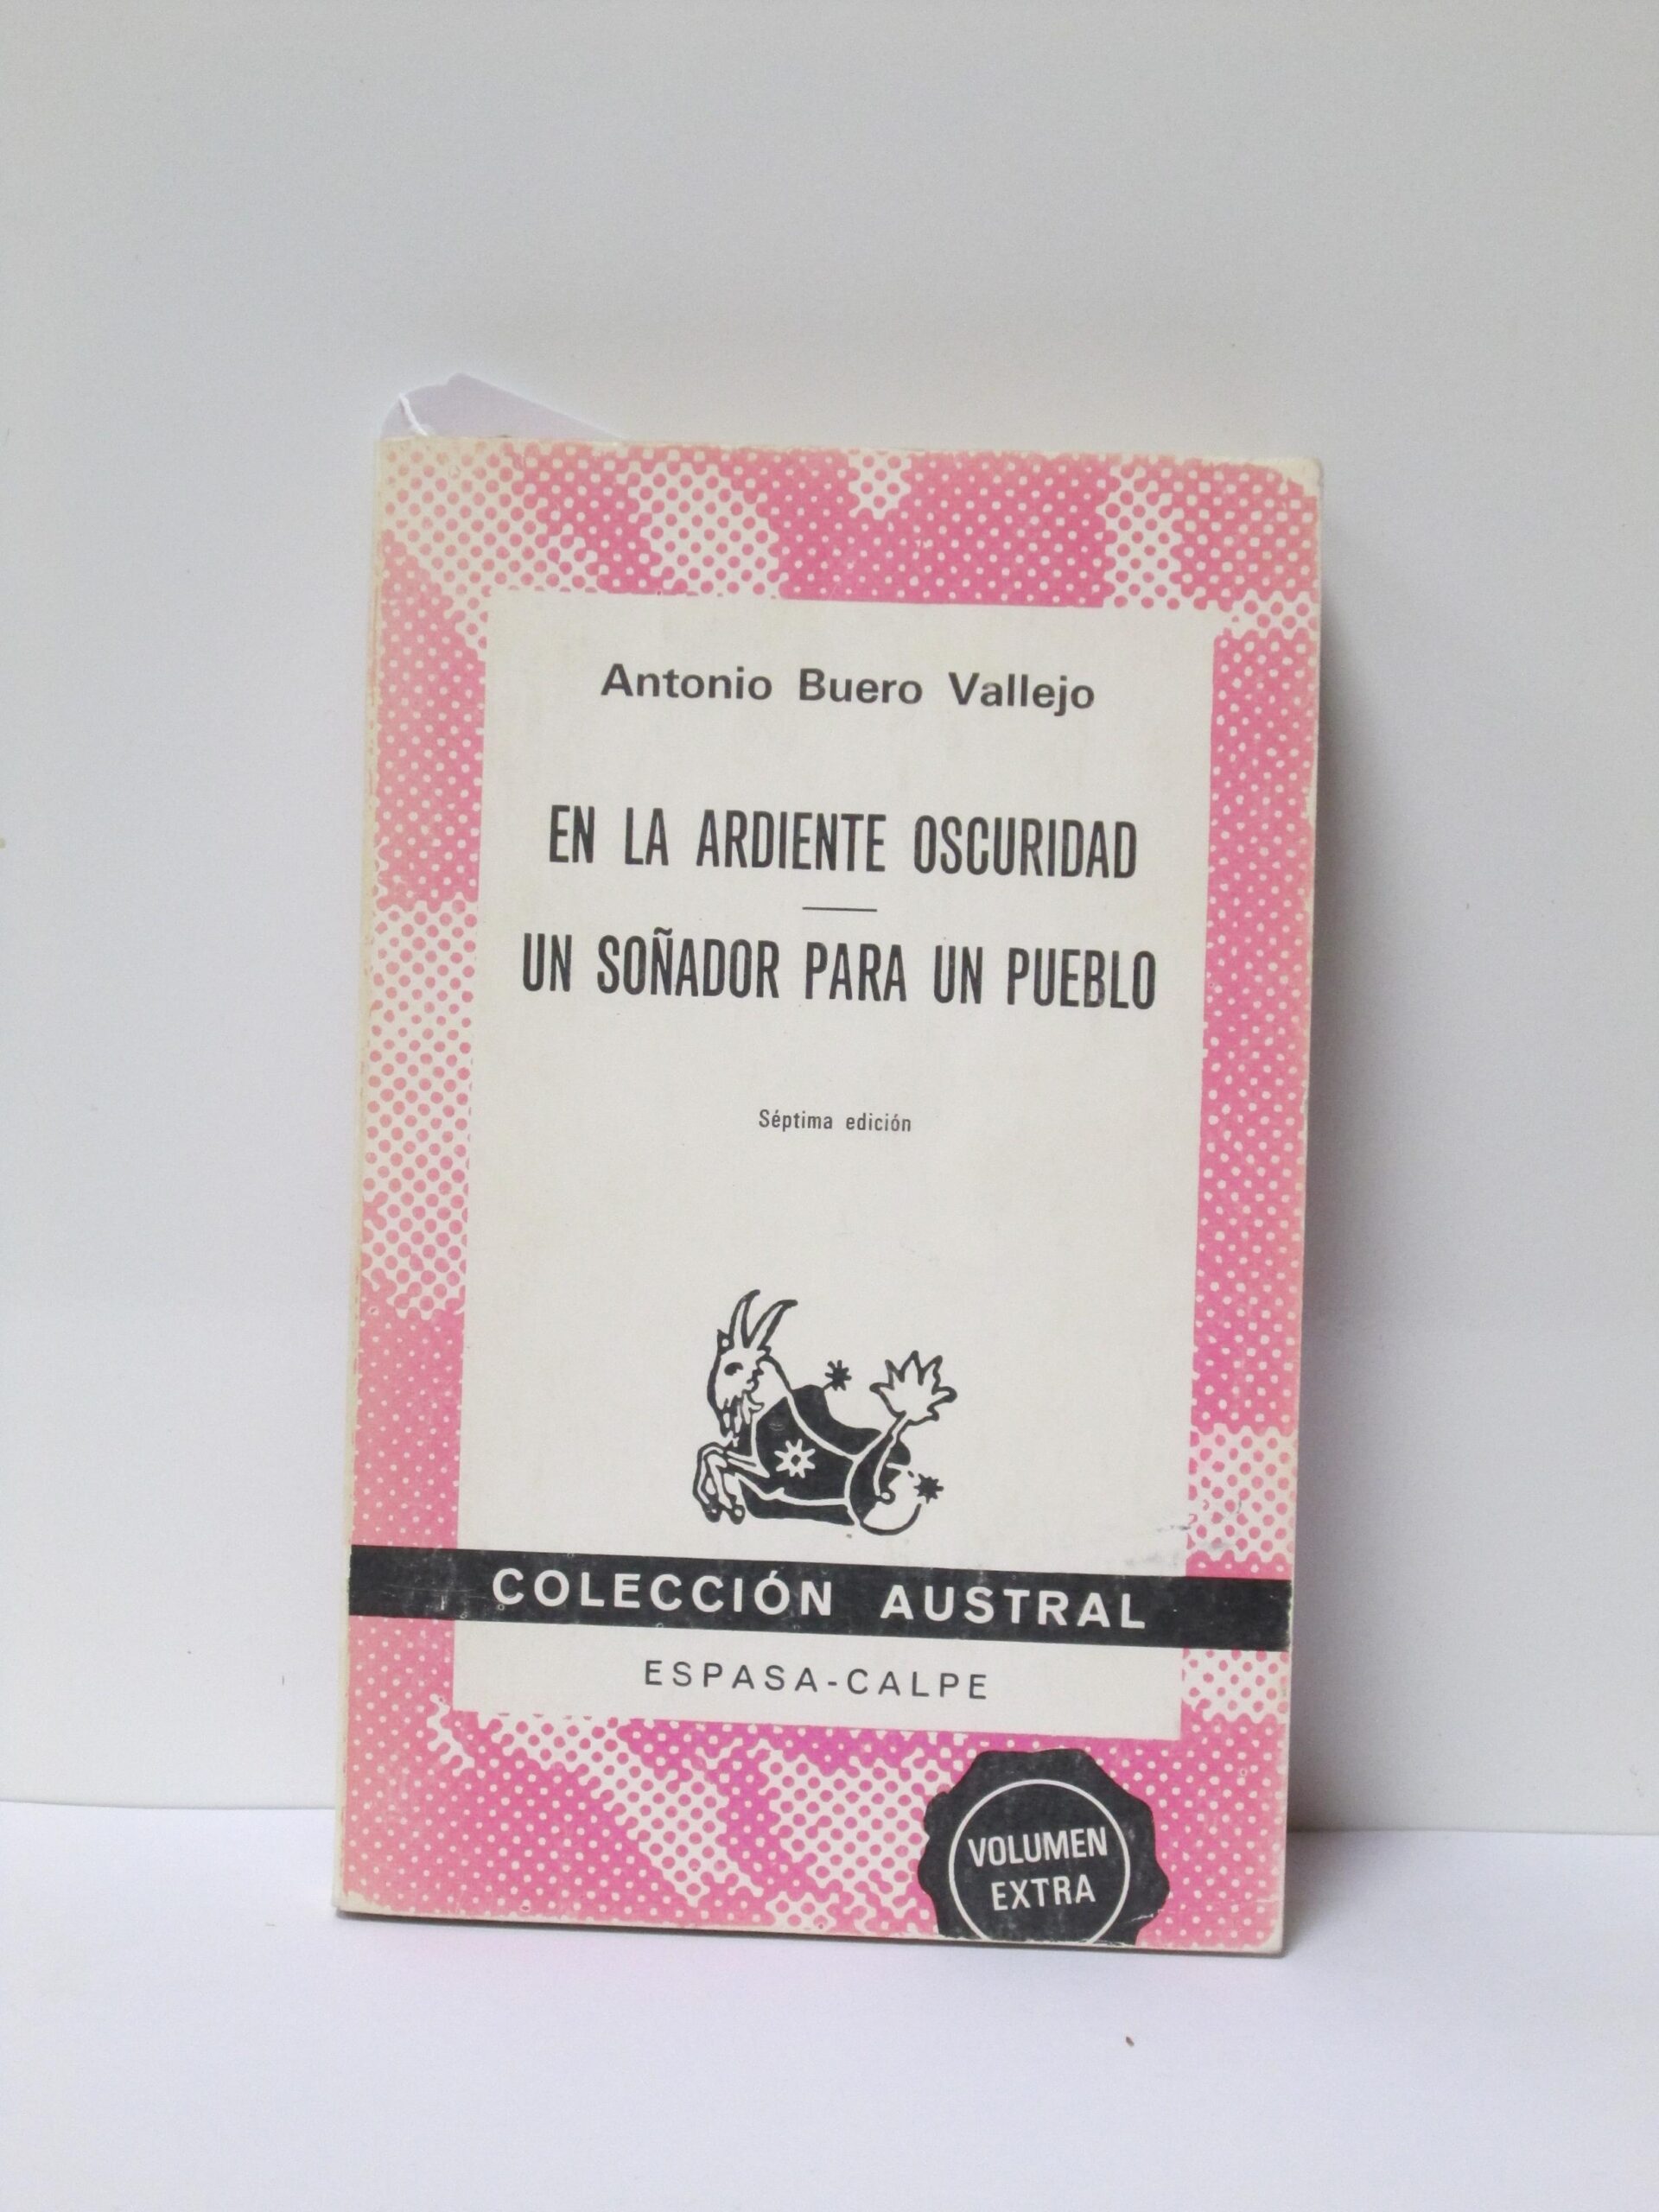 Antonio Buero Vallejo
EN LA ARDIENTE OSCURIDAD
UN SOÑADOR PARA UN PUEBLO
Séptima edición
COLECCIÓN AUSTRAL
ESPASA-CALPE
VOLUMEN
EXTRA